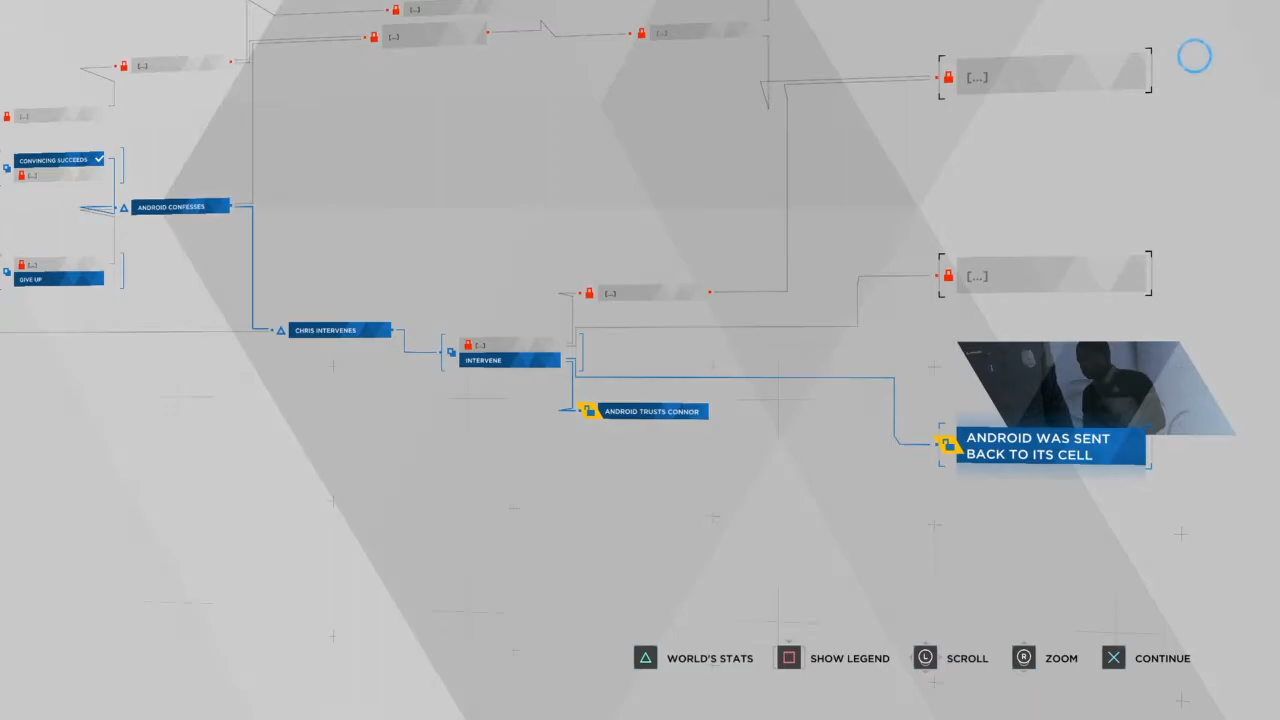 [...]
[...]
[...]
[...]
[...]
[...]
CONVINCING SUCCEEDS
[...]
ANDROID CONFESSES
[...]
GIVE UP
[...]
[...]
CHRIS INTERVENES
[...]
INTERVENE
ANDROID TRUSTS CONNOR
ANDROID WAS SENT
BACK TO ITS CELL
WORLD'S STATS
SHOW LEGEND
L
SCROLL
R
ZOOM
CONTINUE